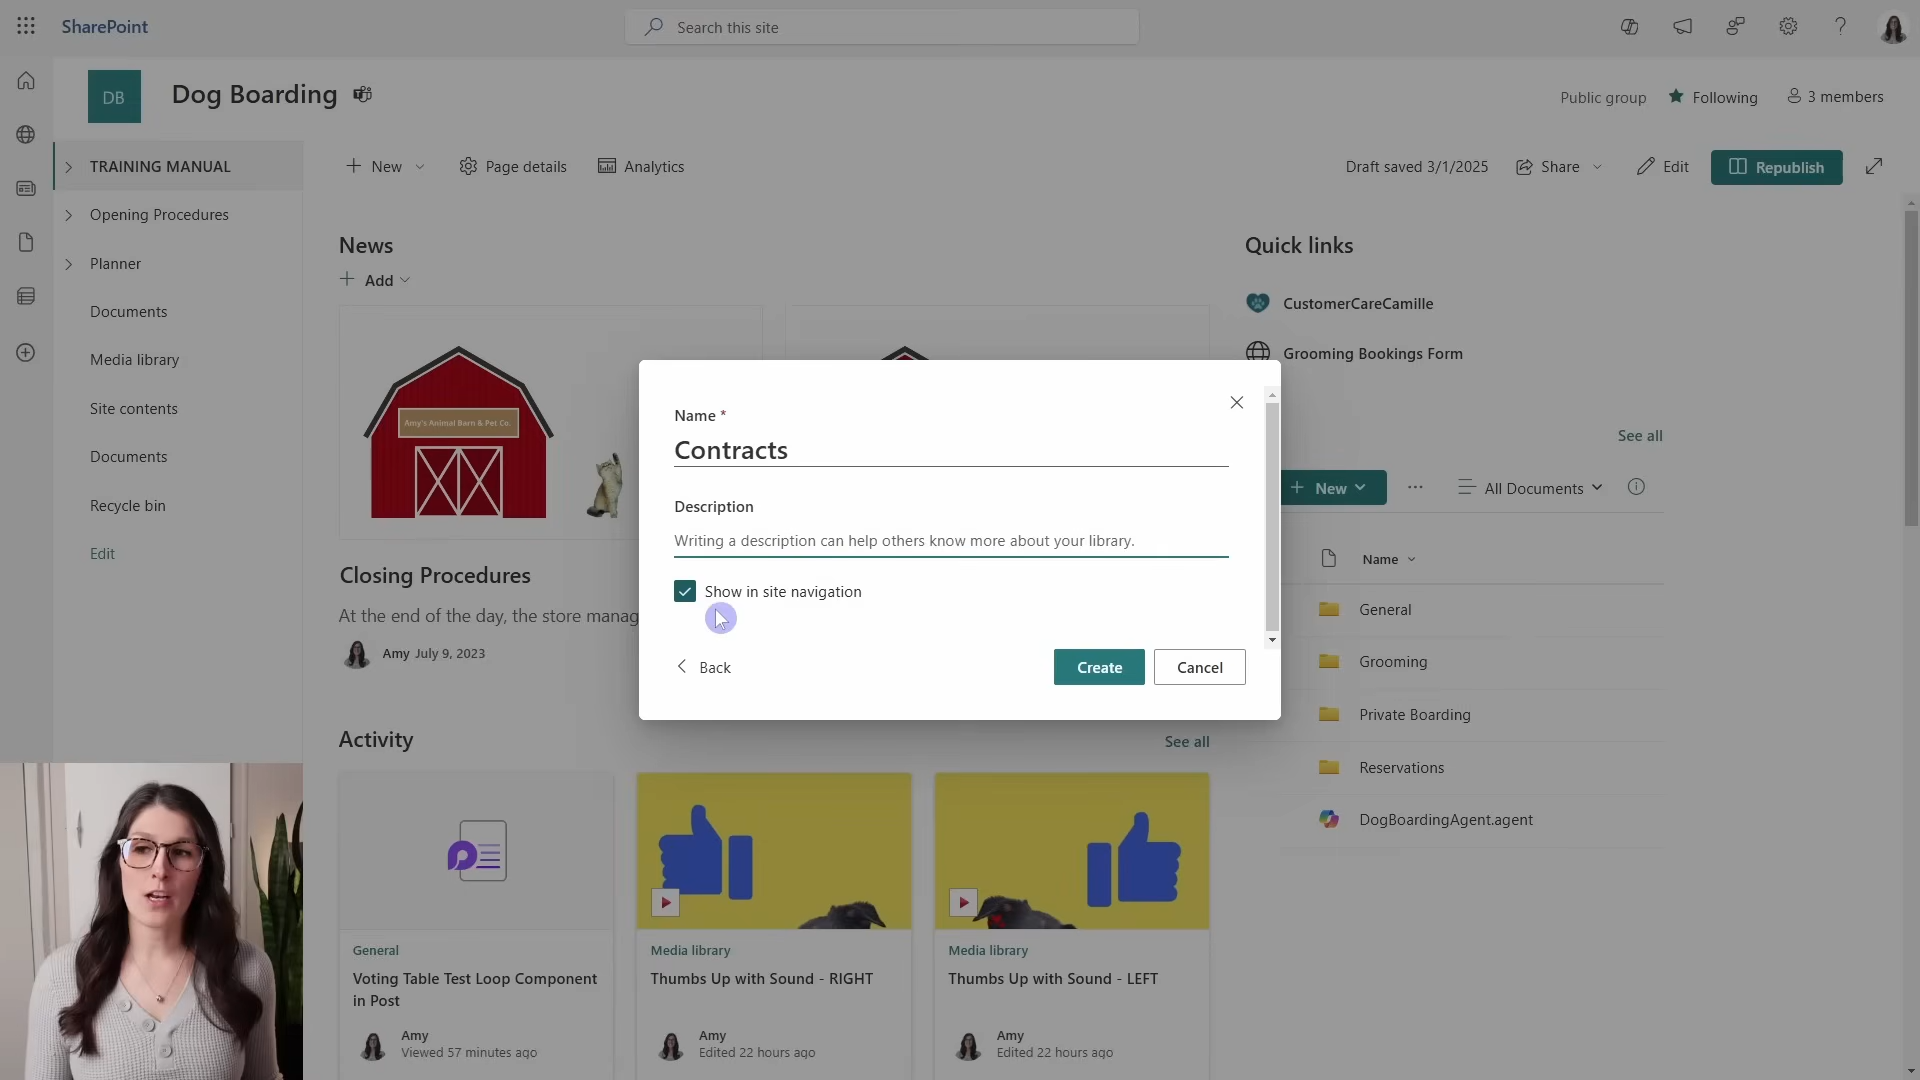 SharePoint
Search this site
DB
Dog Boarding
Public group
Following
3 members
TRAINING MANUAL
Opening Procedures
Planner
Documents
Media library
Site contents
Documents
Recycle bin
Edit
New
Page details
Analytics
Draft saved 3/1/2025
Share
Edit
Republish
News
Add
Amy's Animal Barn & Pet Co.
Closing Procedures
At the end of the day, the store manag
Amy July 9, 2023
Name *
Contracts
Description
Writing a description can help others know more about your library.
Show in site navigation
Back
Create
Cancel
Quick links
CustomerCareCamille
Grooming Bookings Form
See all
New
All Documents
Name
General
Grooming
Private Boarding
Reservations
DogBoardingAgent.agent
Activity
See all
General
Voting Table Test Loop Component
in Post
Amy
Viewed 57 minutes ago
Media library
Thumbs Up with Sound - RIGHT
Amy
Edited 22 hours ago
Media library
Thumbs Up with Sound - LEFT
Amy
Edited 22 hours ago